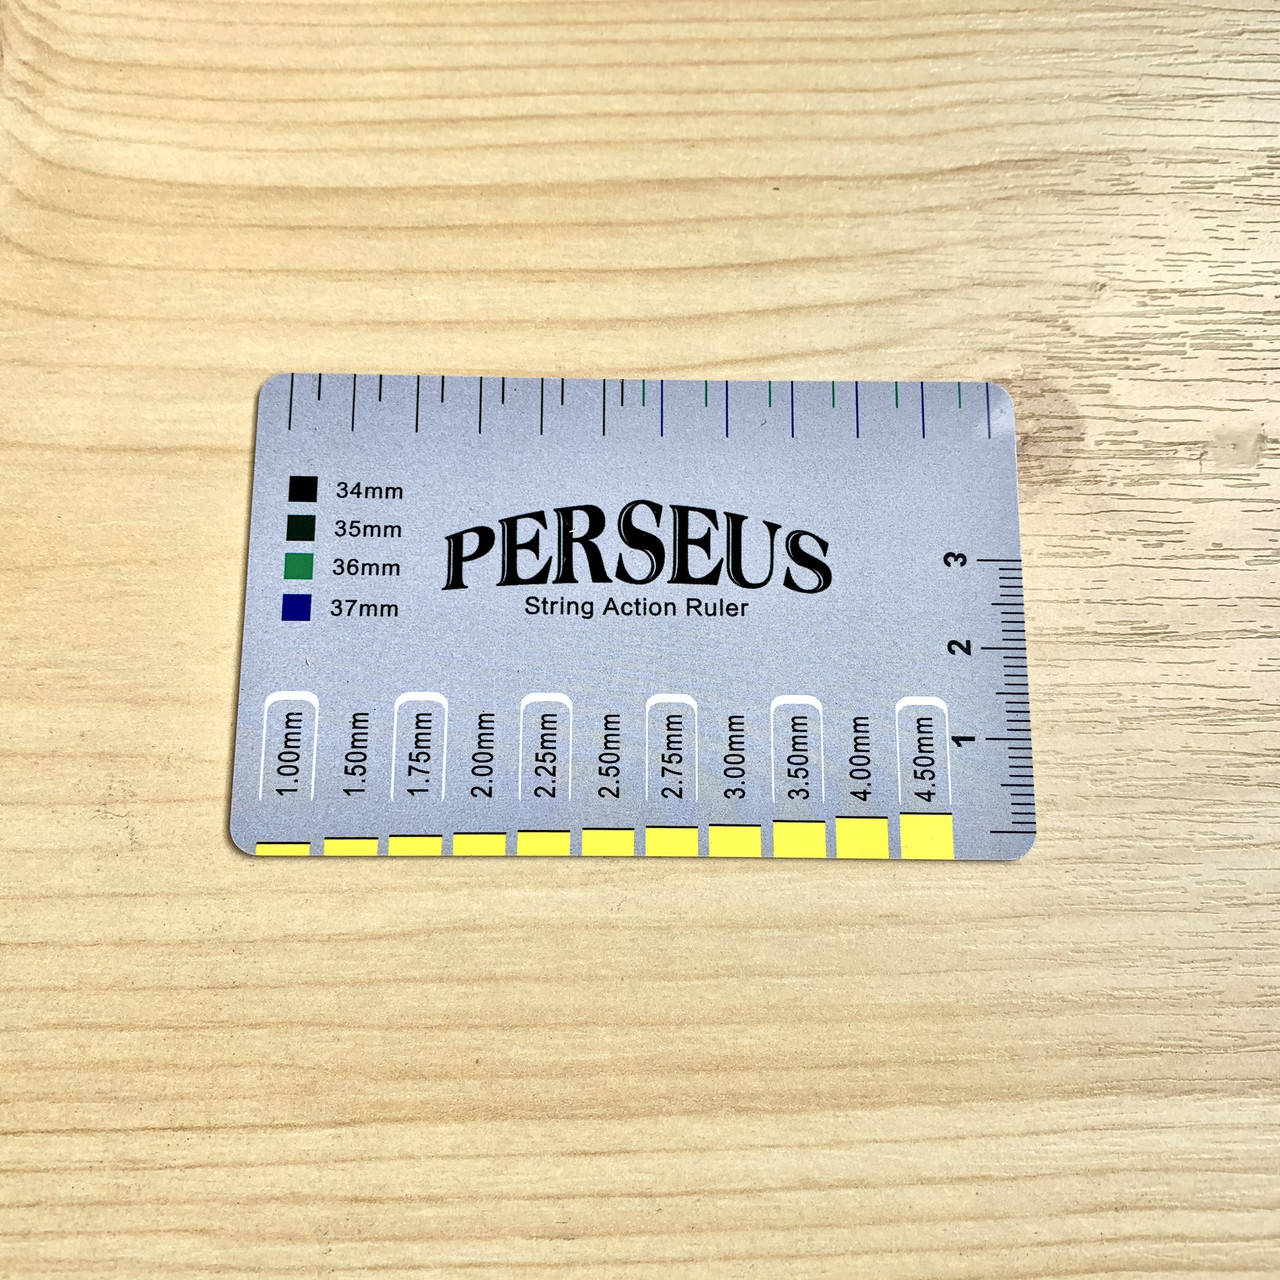 34mm
35mm
36mm
37mm
PERSEUS
String Action Ruler
3
2
1
1.00mm
1.50mm
1.75mm
2.00mm
2.25mm
2.50mm
2.75mm
3.00mm
3.50mm
4.00mm
4.50mm